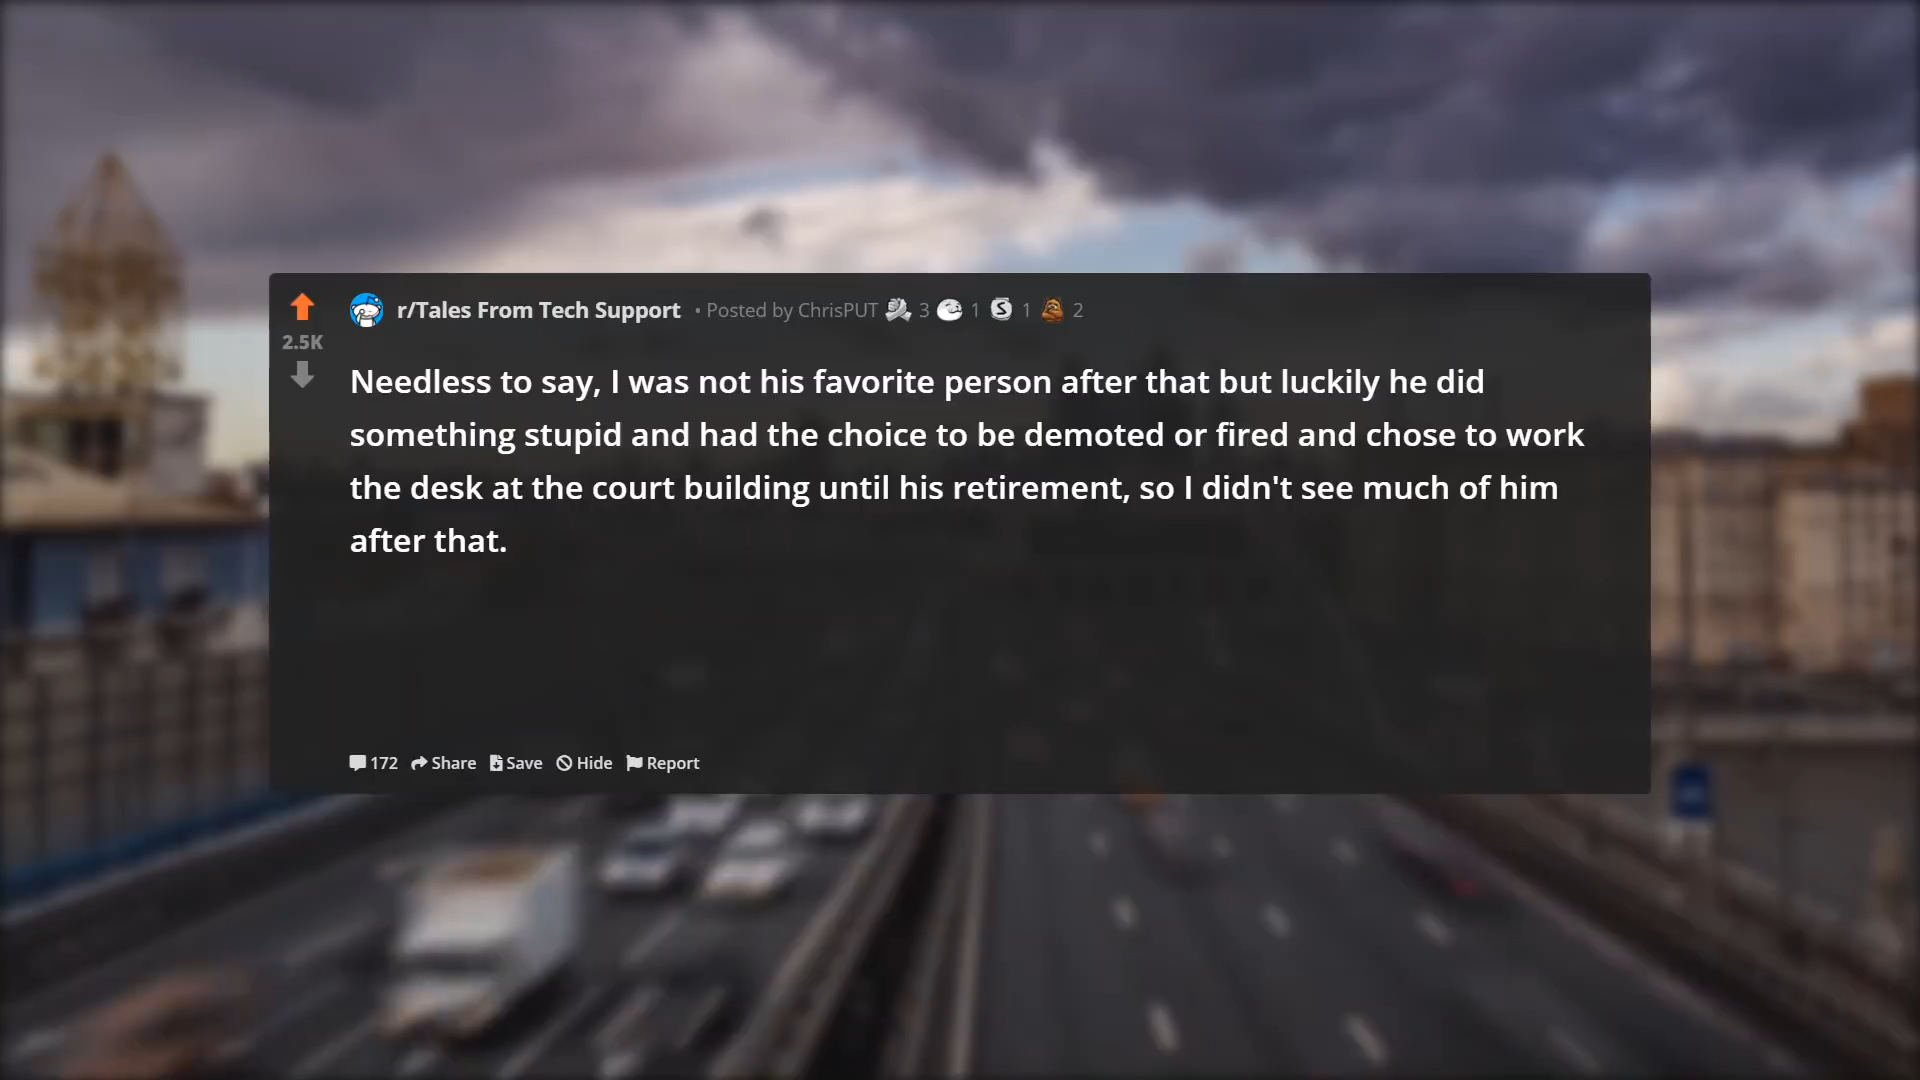 r/Tales From Tech Support • Posted by ChrisPUT 3 1 S 1 2
2.5K
Needless to say, I was not his favorite person after that but luckily he did
something stupid and had the choice to be demoted or fired and chose to work
the desk at the court building until his retirement, so I didn't see much of him
after that.
172 Share Save Hide Report